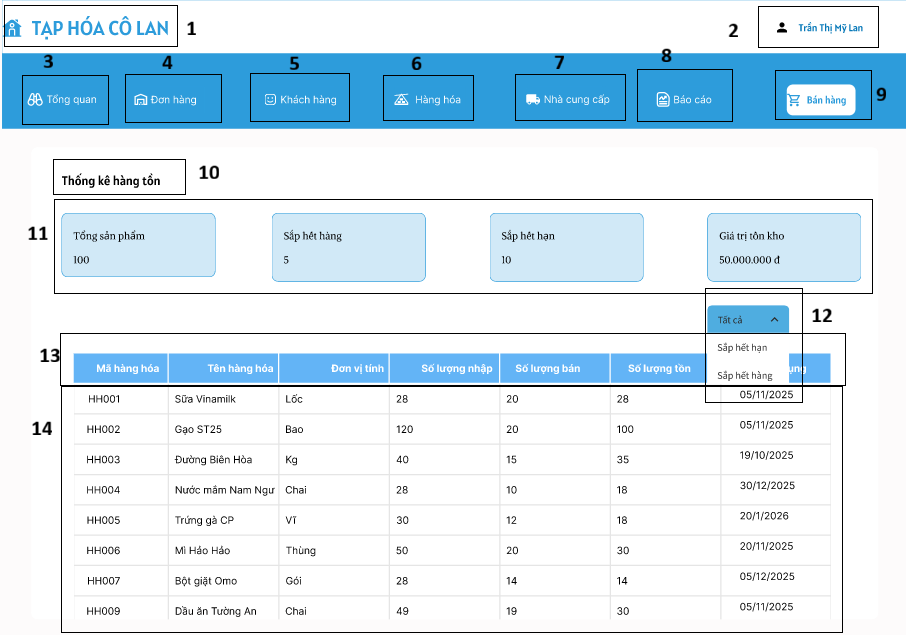 TẠP HÓA CÔ LAN 1
2 Trần Thị Mỹ Lan
3 4 5 6 7 8
Tổng quan Đơn hàng Khách hàng Hàng hóa Nhà cung cấp Báo cáo Bán hàng 9
Thống kê hàng tồn 10
11
Tổng sản phẩm Sắp hết hàng Sắp hết hạn Giá trị tồn kho
100 5 10 50.000.000 đ
Tất cả 12
Sắp hết hạn
Sắp hết hàng
13
Mã hàng hóa Tên hàng hóa Đơn vị tính Số lượng nhập Số lượng bán Số lượng tồn
14
HH001 Sữa Vinamilk Lốc 28 20 28 05/11/2025
HH002 Gạo ST25 Bao 120 20 100 05/11/2025
HH003 Đường Biên Hòa Kg 40 15 35 19/10/2025
HH004 Nước mắm Nam Ngư Chai 28 10 18 30/12/2025
HH005 Trứng gà CP Vĩ 30 12 18 20/1/2026
HH006 Mì Hảo Hảo Thùng 50 20 30 20/11/2025
HH007 Bột giặt Omo Gói 28 14 14 05/12/2025
HH009 Dầu ăn Tường An Chai 49 19 30 05/11/2025